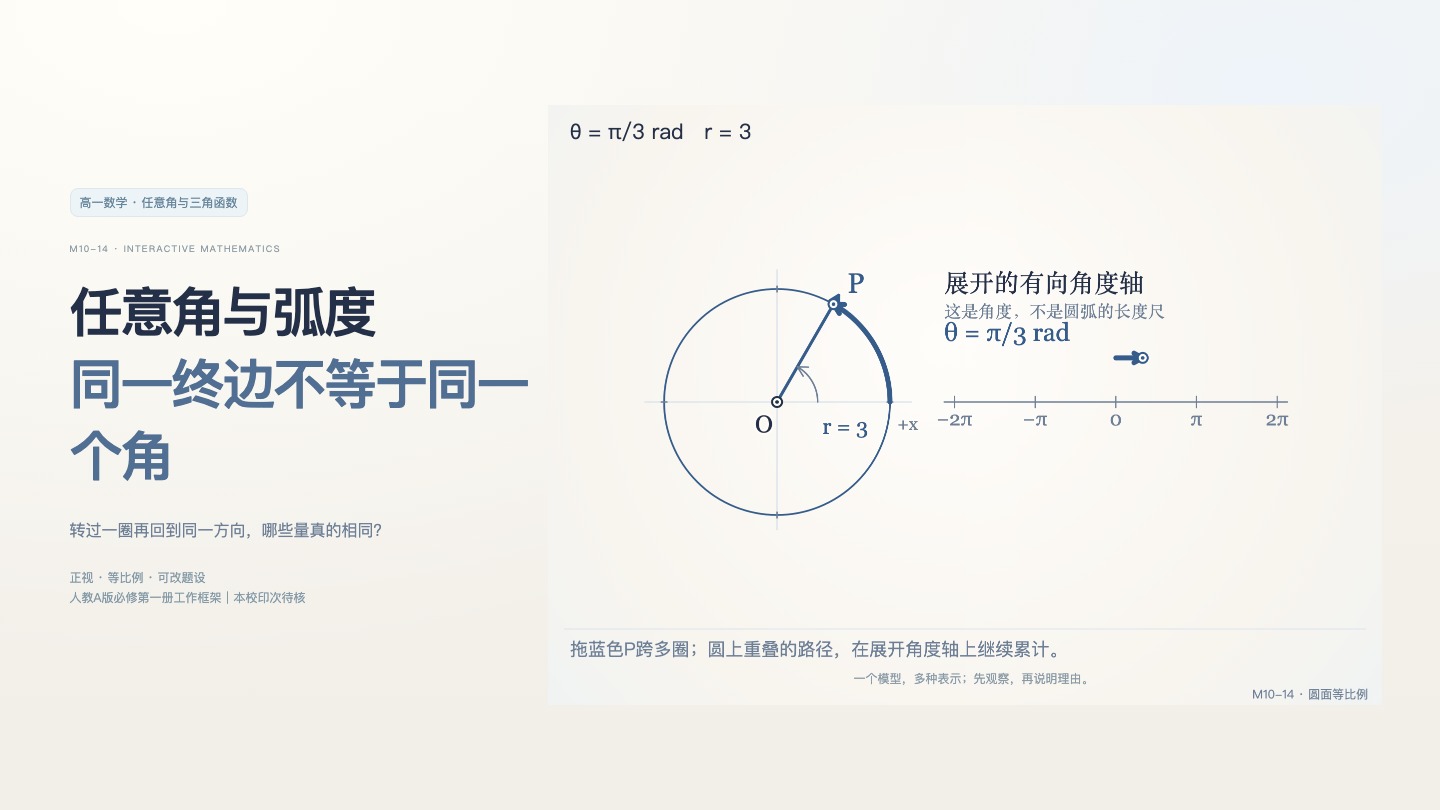 高一数学 · 任意角与三角函数
M10-14 · INTERACTIVE MATHEMATICS
任意角与弧度
同一终边不等于同一
个角
转过一圈再回到同一方向，哪些量真的相同？
正视 · 等比例 · 可改题设
人教A版必修第一册工作框架｜本校印次待核
θ = π/3 rad r = 3
P
O
r = 3
+x
展开的有向角度轴
这是角度，不是圆弧的长度尺
θ = π/3 rad
−2π −π 0 π 2π
拖蓝色P跨多圈；圆上重叠的路径，在展开角度轴上继续累计。
一个模型，多种表示；先观察，再说明理由。
M10-14 · 圆面等比例